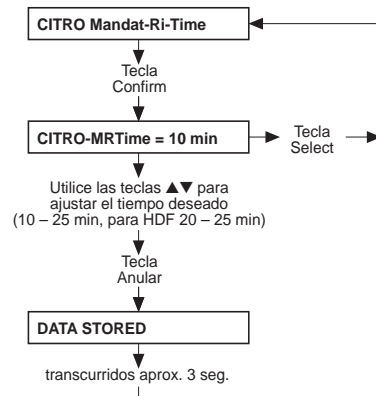 CITRO Mandat-Ri-Time
Tecla
Confirm
CITRO-MRTime = 10 min
Tecla
Select
Utilice las teclas ▲▼ para
ajustar el tiempo deseado
(10 – 25 min, para HDF 20 – 25 min)
Tecla
Anular
DATA STORED
transcurridos aprox. 3 seg.